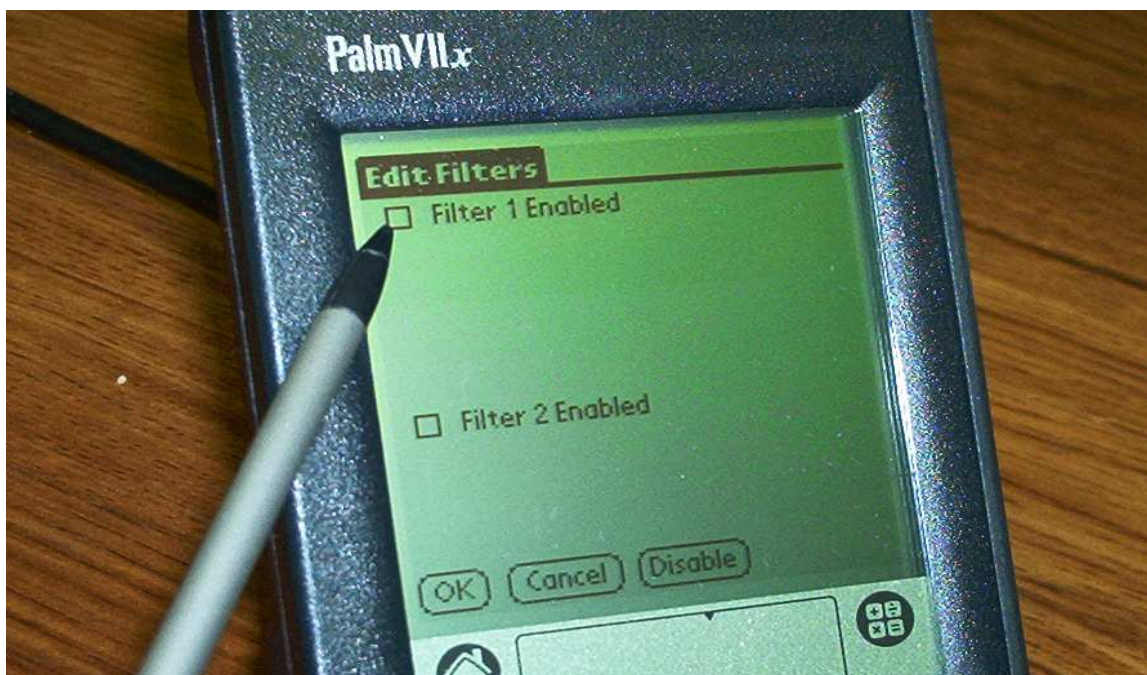 PalmVIIx
Edit Filters
Filter 1 Enabled
Filter 2 Enabled
OK Cancel Disable